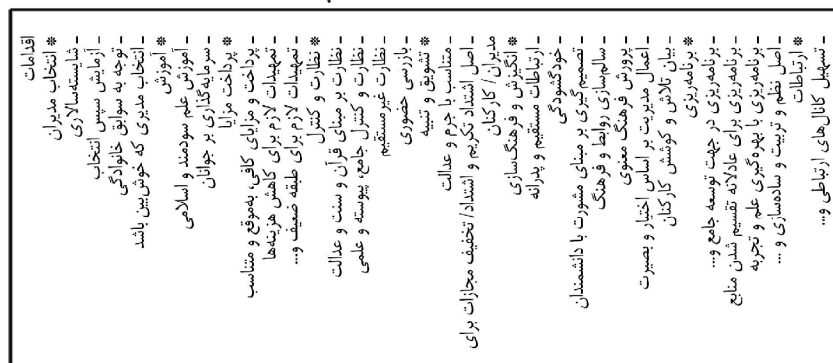 اقدامات
* انتخاب مدیران
- شایسته‌سالاری
- آزمایش سپس انتخاب
- توجه به سوابق خانوادگی
- انتخاب مدیری که خوش‌بین باشد
* آموزش
- آموزش علم سودمند و اسلامی
- سرمایه‌گذاری بر جوانان
* پرداخت مزایا
- پرداخت و مزایای کافی، به‌موقع و متناسب
- تمهیدات لازم برای کاهش هزینه‌ها
- تمهیدات لازم برای طبقه ضعیف و...
* نظارت و کنترل
- نظارت بر مبنای قرآن و سنت و عدالت
- نظارت و کنترل جامع، پیوسته و علمی
- نظارت غیرمستقیم
- بازرسی حضوری
* تشویق و تنبیه
- متناسب با جرم و عدالت
- اصل اشتداد تکریم و اشتداد/ تخفیف مجازات برای
مدیران/ کارکنان
* انگیزش و فرهنگ‌سازی
- ارتباطات مستقیم و پدرانه
خودگشودگی
- تصمیم‌گیری بر مبنای مشورت با دانشمندان
- سالم‌سازی روابط و فرهنگ
- پرورش فرهنگ معنوی
- اعمال مدیریت بر اساس اختیار و بصیرت
- بیان تلاش و کوشش کارکنان
* برنامه‌ریزی
- برنامه‌ریزی در جهت توسعه جامع و...
- برنامه‌ریزی برای عادلانه تقسیم شدن منابع
- برنامه‌ریزی با بهره‌گیری علم و تجربه
- اصل نظم و تربیت و ساده‌سازی و ...
* ارتباطات
- تسهیل کانال‌های ارتباطی و...